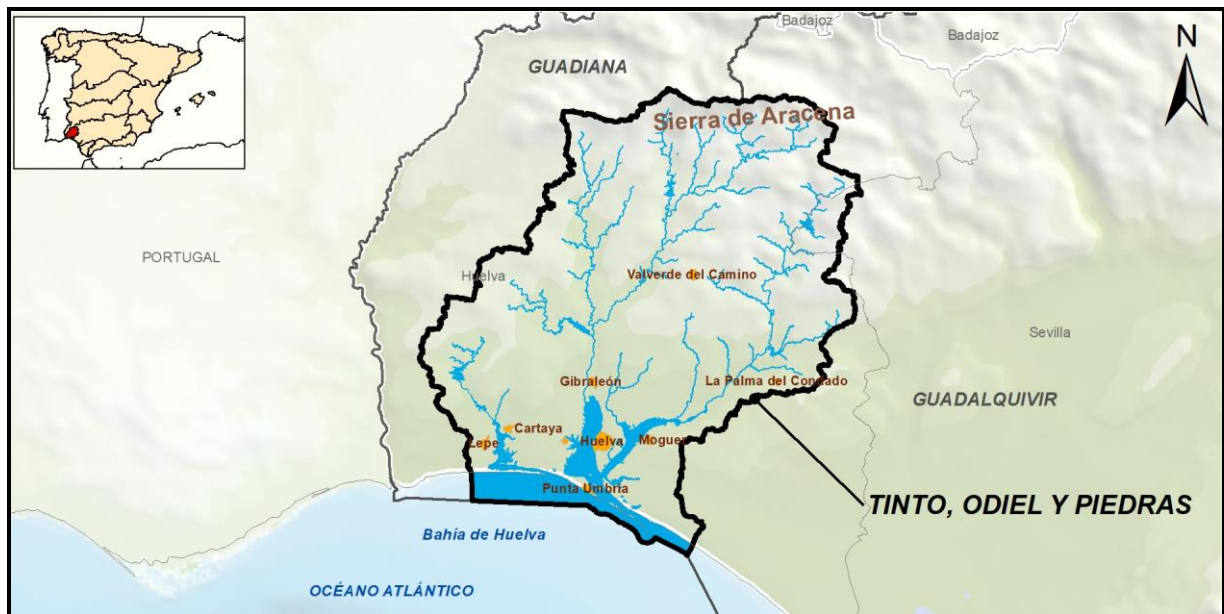 Badajoz
Badajoz
N
GUADIANA
Sierra de Aracena
PORTUGAL
Huelva
Valverde del Camino
Sevilla
Gibraleón
La Palma del Condado
GUADALQUIVIR
Cartaya
Lepe
Huelva
Moguer
Punta Umbría
TINTO, ODIEL Y PIEDRAS
Bahía de Huelva
OCÉANO ATLÁNTICO